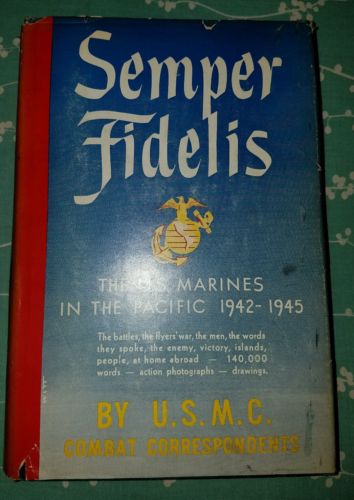 Semper
Fidelis
THE U.S. MARINES
IN THE PACIFIC 1942-1945
The battles, the flyers' war, the men, the words
they spoke, the enemy, victory, islands,
people, at home abroad — 140,000
words — action photographs — drawings.
BY U.S.M.C.
COMBAT CORRESPONDENTS